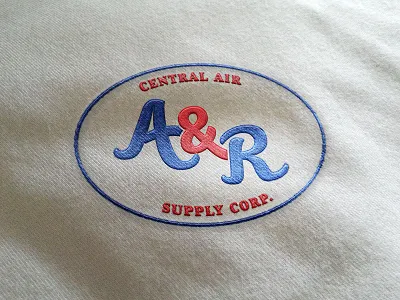 CENTRAL AIR
A&R
SUPPLY CORP.